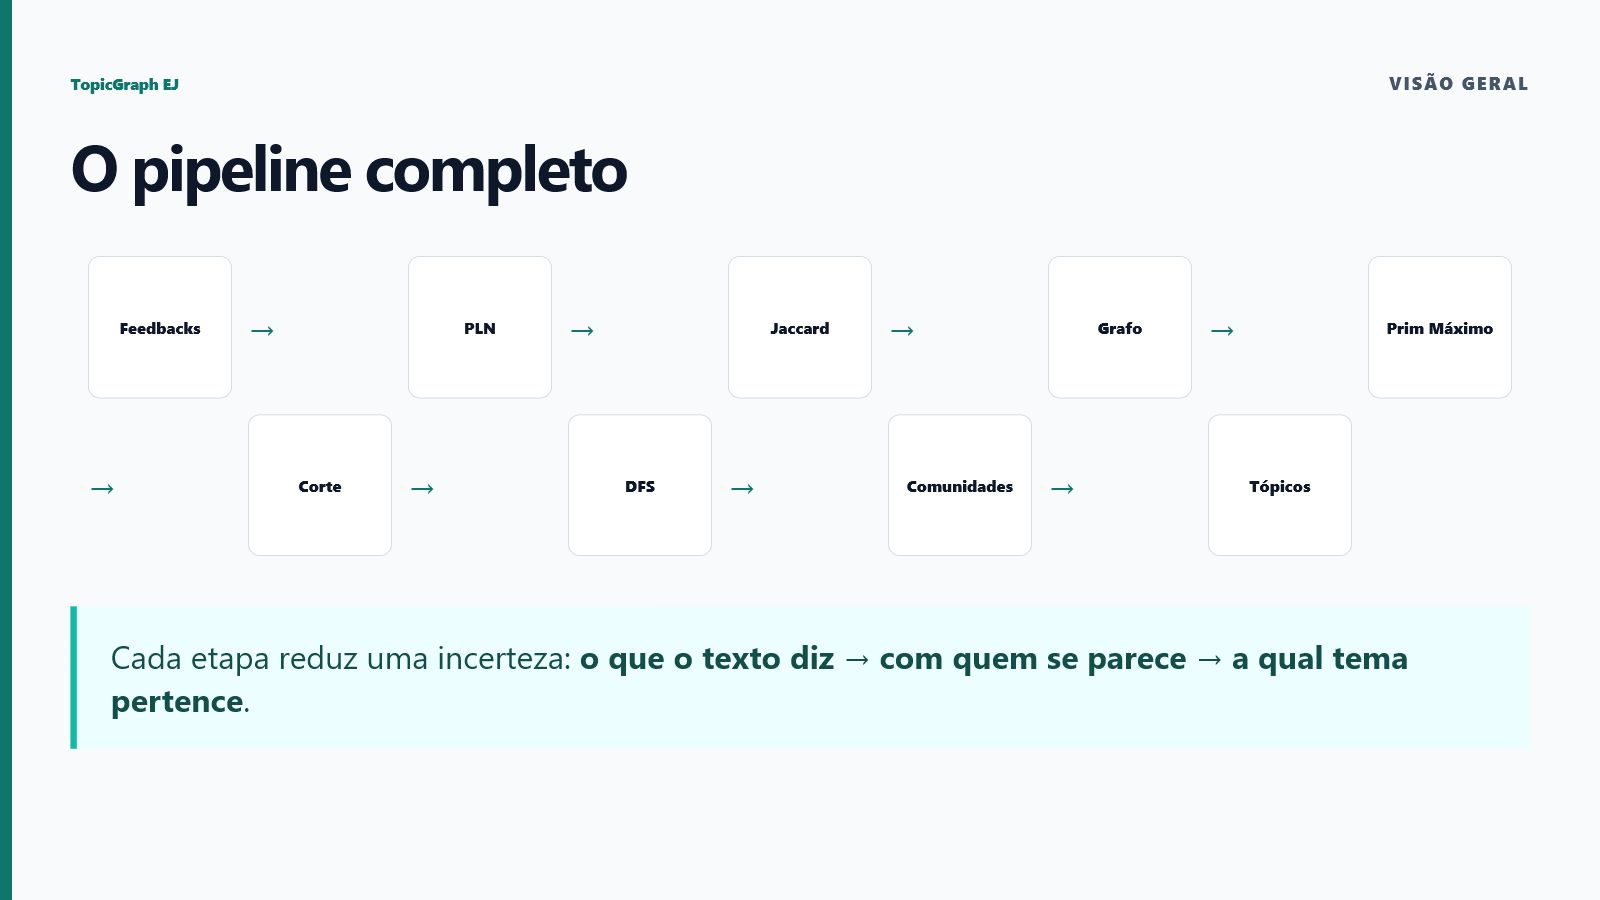 TopicGraph EJ
VISÃO GERAL
O pipeline completo
Feedbacks → PLN → Jaccard → Grafo → Prim Máximo
→ Corte → DFS → Comunidades → Tópicos
Cada etapa reduz uma incerteza: o que o texto diz → com quem se parece → a qual tema
pertence.